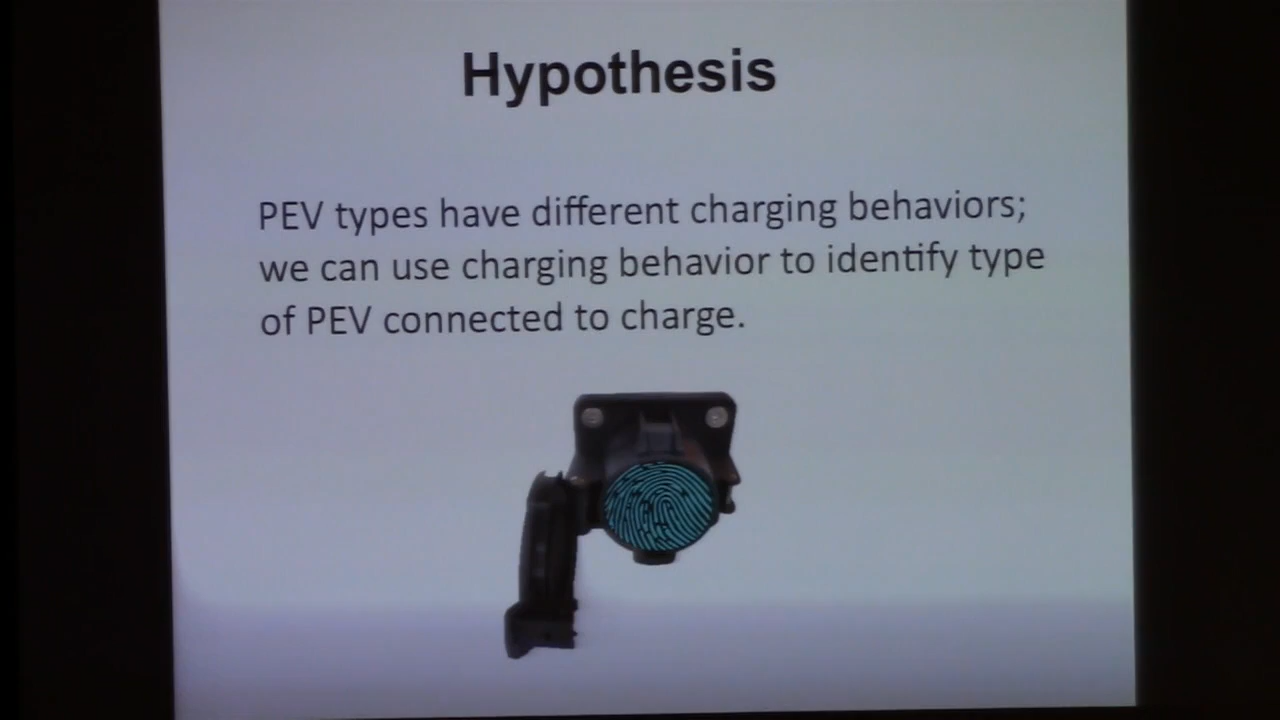 Hypothesis
PEV types have different charging behaviors;
we can use charging behavior to identify type
of PEV connected to charge.